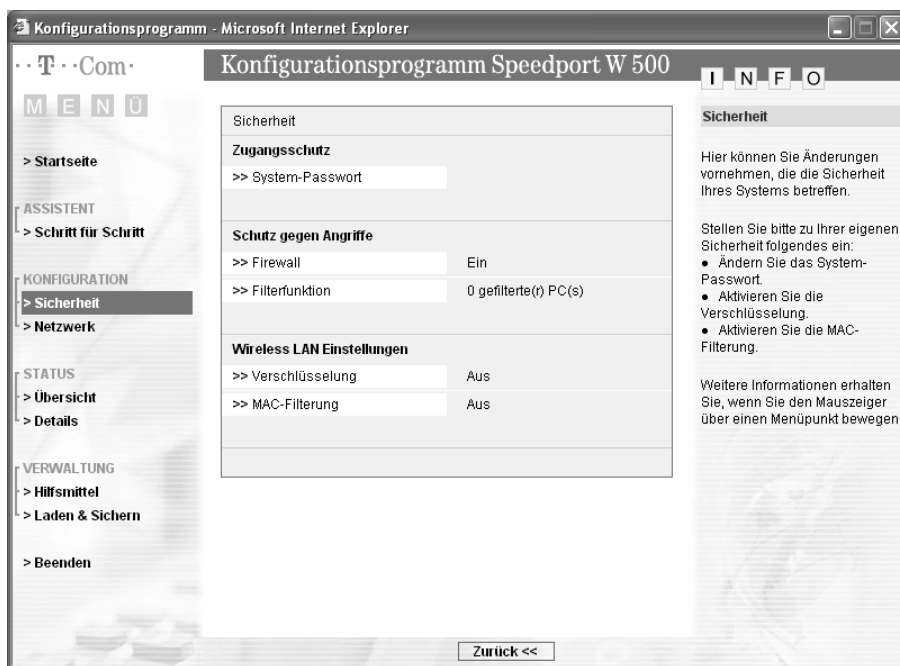 Konfigurationsprogramm - Microsoft Internet Explorer
··T··Com·
Konfigurationsprogramm Speedport W 500
MENÜ
> Startseite
ASSISTENT
> Schritt für Schritt
KONFIGURATION
> Sicherheit
> Netzwerk
STATUS
> Übersicht
> Details
VERWALTUNG
> Hilfsmittel
> Laden & Sichern
> Beenden
Sicherheit
Zugangsschutz
>> System-Passwort
Schutz gegen Angriffe
>> Firewall Ein
>> Filterfunktion 0 gefilterte(r) PC(s)
Wireless LAN Einstellungen
>> Verschlüsselung Aus
>> MAC-Filterung Aus
Zurück <<
INFO
Sicherheit
Hier können Sie Änderungen
vornehmen, die die Sicherheit
Ihres Systems betreffen.
Stellen Sie bitte zu Ihrer eigenen
Sicherheit folgendes ein:
● Ändern Sie das System-
Passwort.
● Aktivieren Sie die
Verschlüsselung.
● Aktivieren Sie die MAC-
Filterung.
Weitere Informationen erhalten
Sie, wenn Sie den Mauszeiger
über einen Menüpunkt bewegen